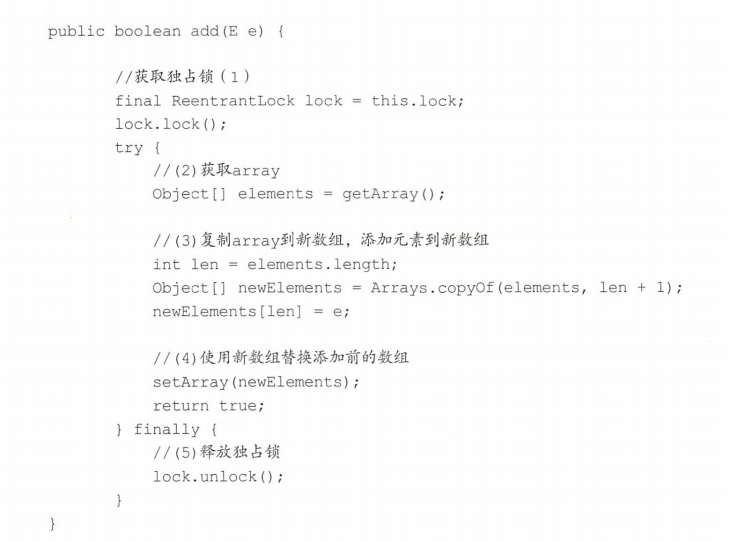 public boolean add(E e) {
//获取独占锁（1）
final ReentrantLock lock = this.lock;
lock.lock();
try {
//(2)获取array
Object[] elements = getArray();
//(3)复制array到新数组，添加元素到新数组
int len = elements.length;
Object[] newElements = Arrays.copyOf(elements, len + 1);
newElements[len] = e;
//(4)使用新数组替换添加前的数组
setArray(newElements);
return true;
} finally {
//(5)释放独占锁
lock.unlock();
}
}